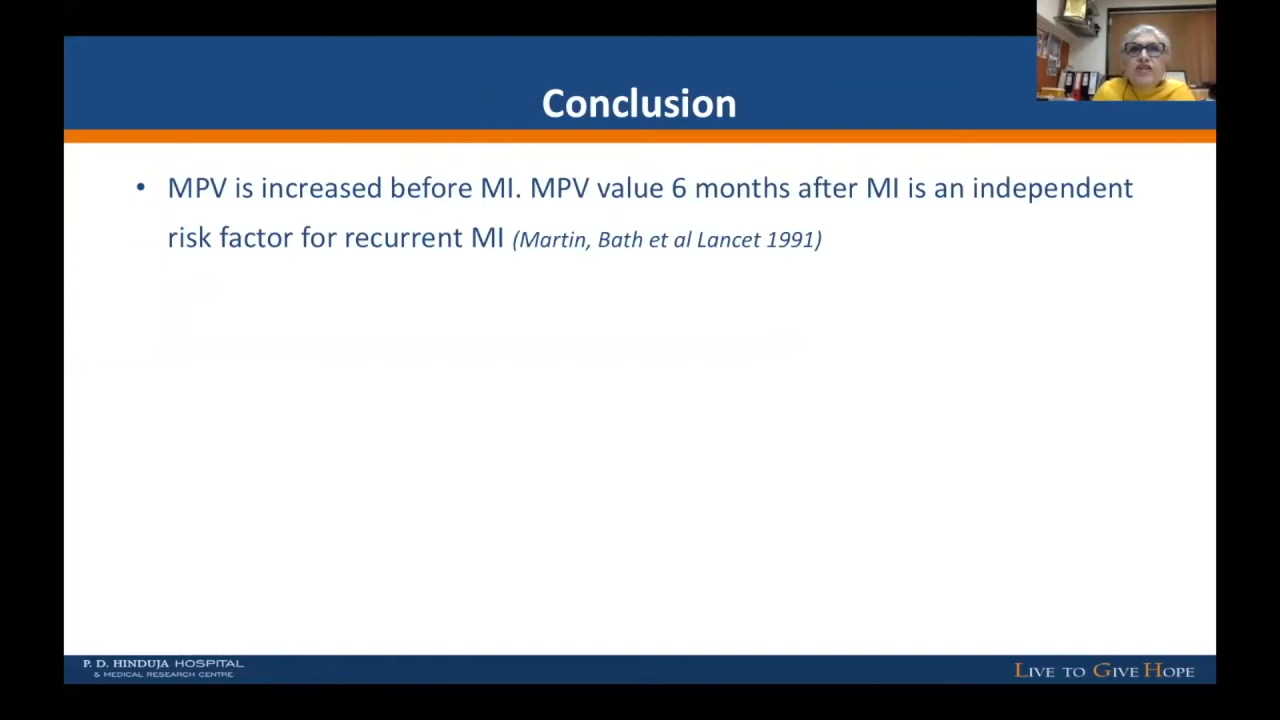 Conclusion
• MPV is increased before MI. MPV value 6 months after MI is an independent
risk factor for recurrent MI (Martin, Bath et al Lancet 1991)
P. D. HINDUJA HOSPITAL
& MEDICAL RESEARCH CENTRE
LIVE TO GIVE HOPE